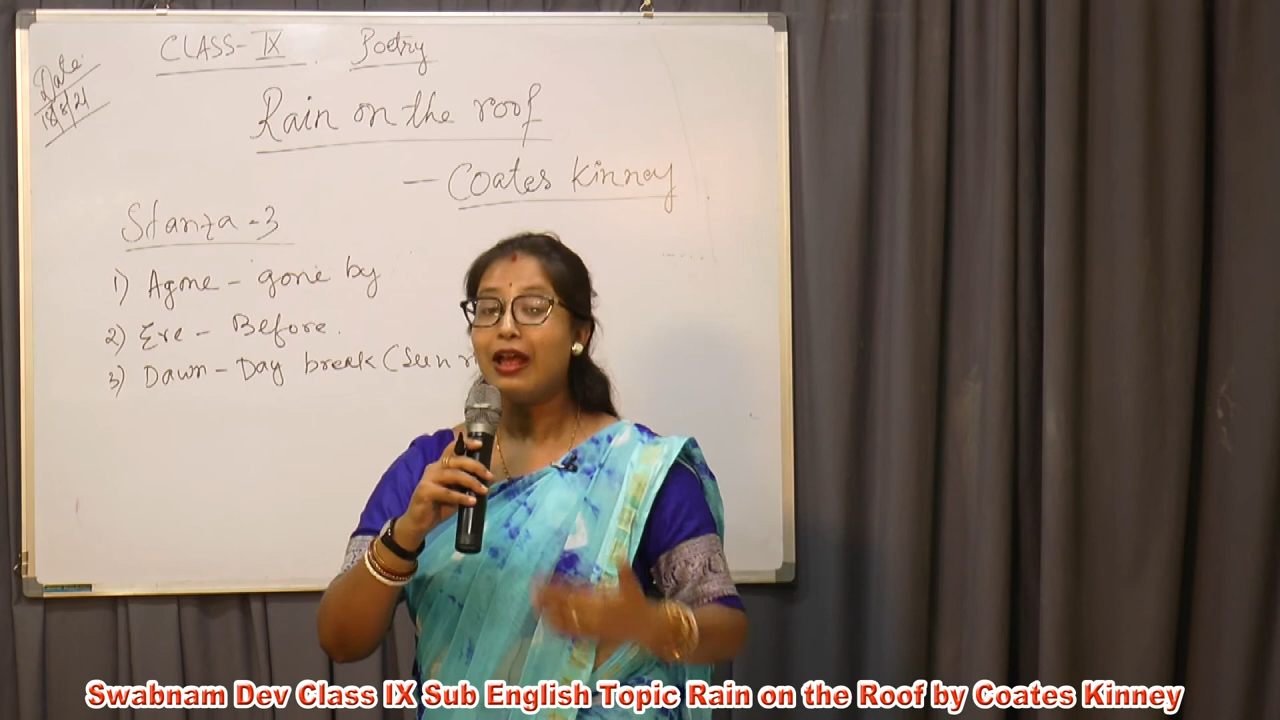 Date:
18/8/21
CLASS-IX. Poetry
Rain on the roof
- Coates Kinney
Stanza-3
1) Agone - gone by
2) Ere - Before.
3) Dawn - Day break (Sun
Swabnam Dev Class IX Sub English Topic Rain on the Roof by Coates Kinney